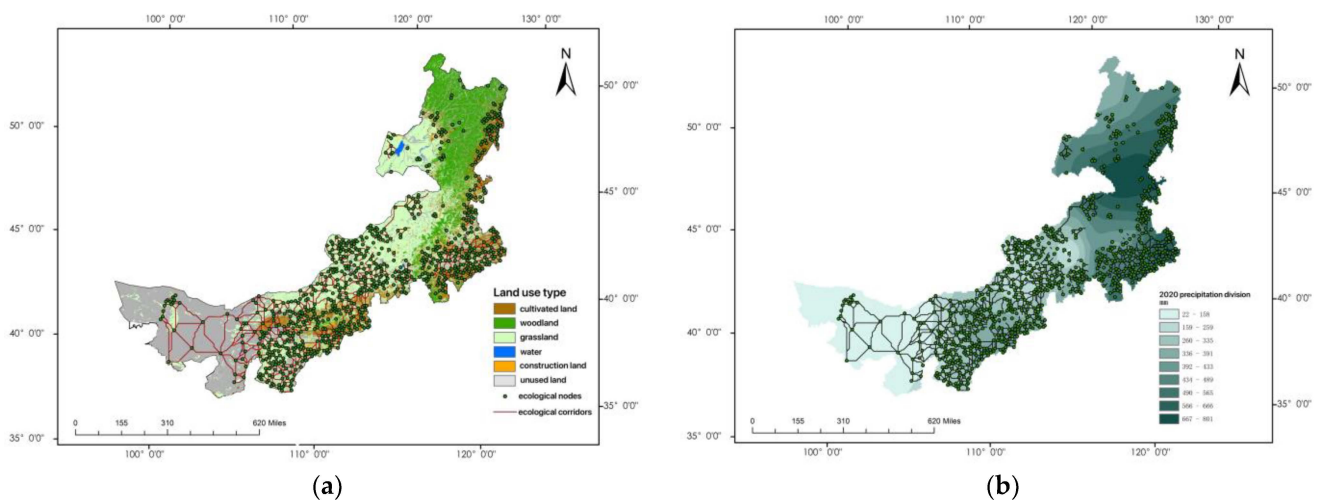 100° 0'0" 110° 0'0" 120° 0'0" 130° 0'0"
N
50° 0'0"
50° 0'0"
45° 0'0"
45° 0'0"
40° 0'0"
40° 0'0"
35° 0'0"
35° 0'0"
Land use type
cultivated land
woodland
grassland
water
construction land
unused land
ecological nodes
ecological corridors
0 155 310 620 Miles
100° 0'0" 110° 0'0" 120° 0'0"
(a)
100° 0'0" 110° 0'0" 120° 0'0" 130° 0'0"
N
50° 0'0"
50° 0'0"
45° 0'0"
45° 0'0"
40° 0'0"
40° 0'0"
35° 0'0"
35° 0'0"
2020 precipitation division
22 - 158
159 - 259
260 - 335
336 - 391
392 - 433
434 - 489
490 - 565
566 - 666
667 - 801
0 155 310 620 Miles
100° 0'0" 110° 0'0" 120° 0'0"
(b)